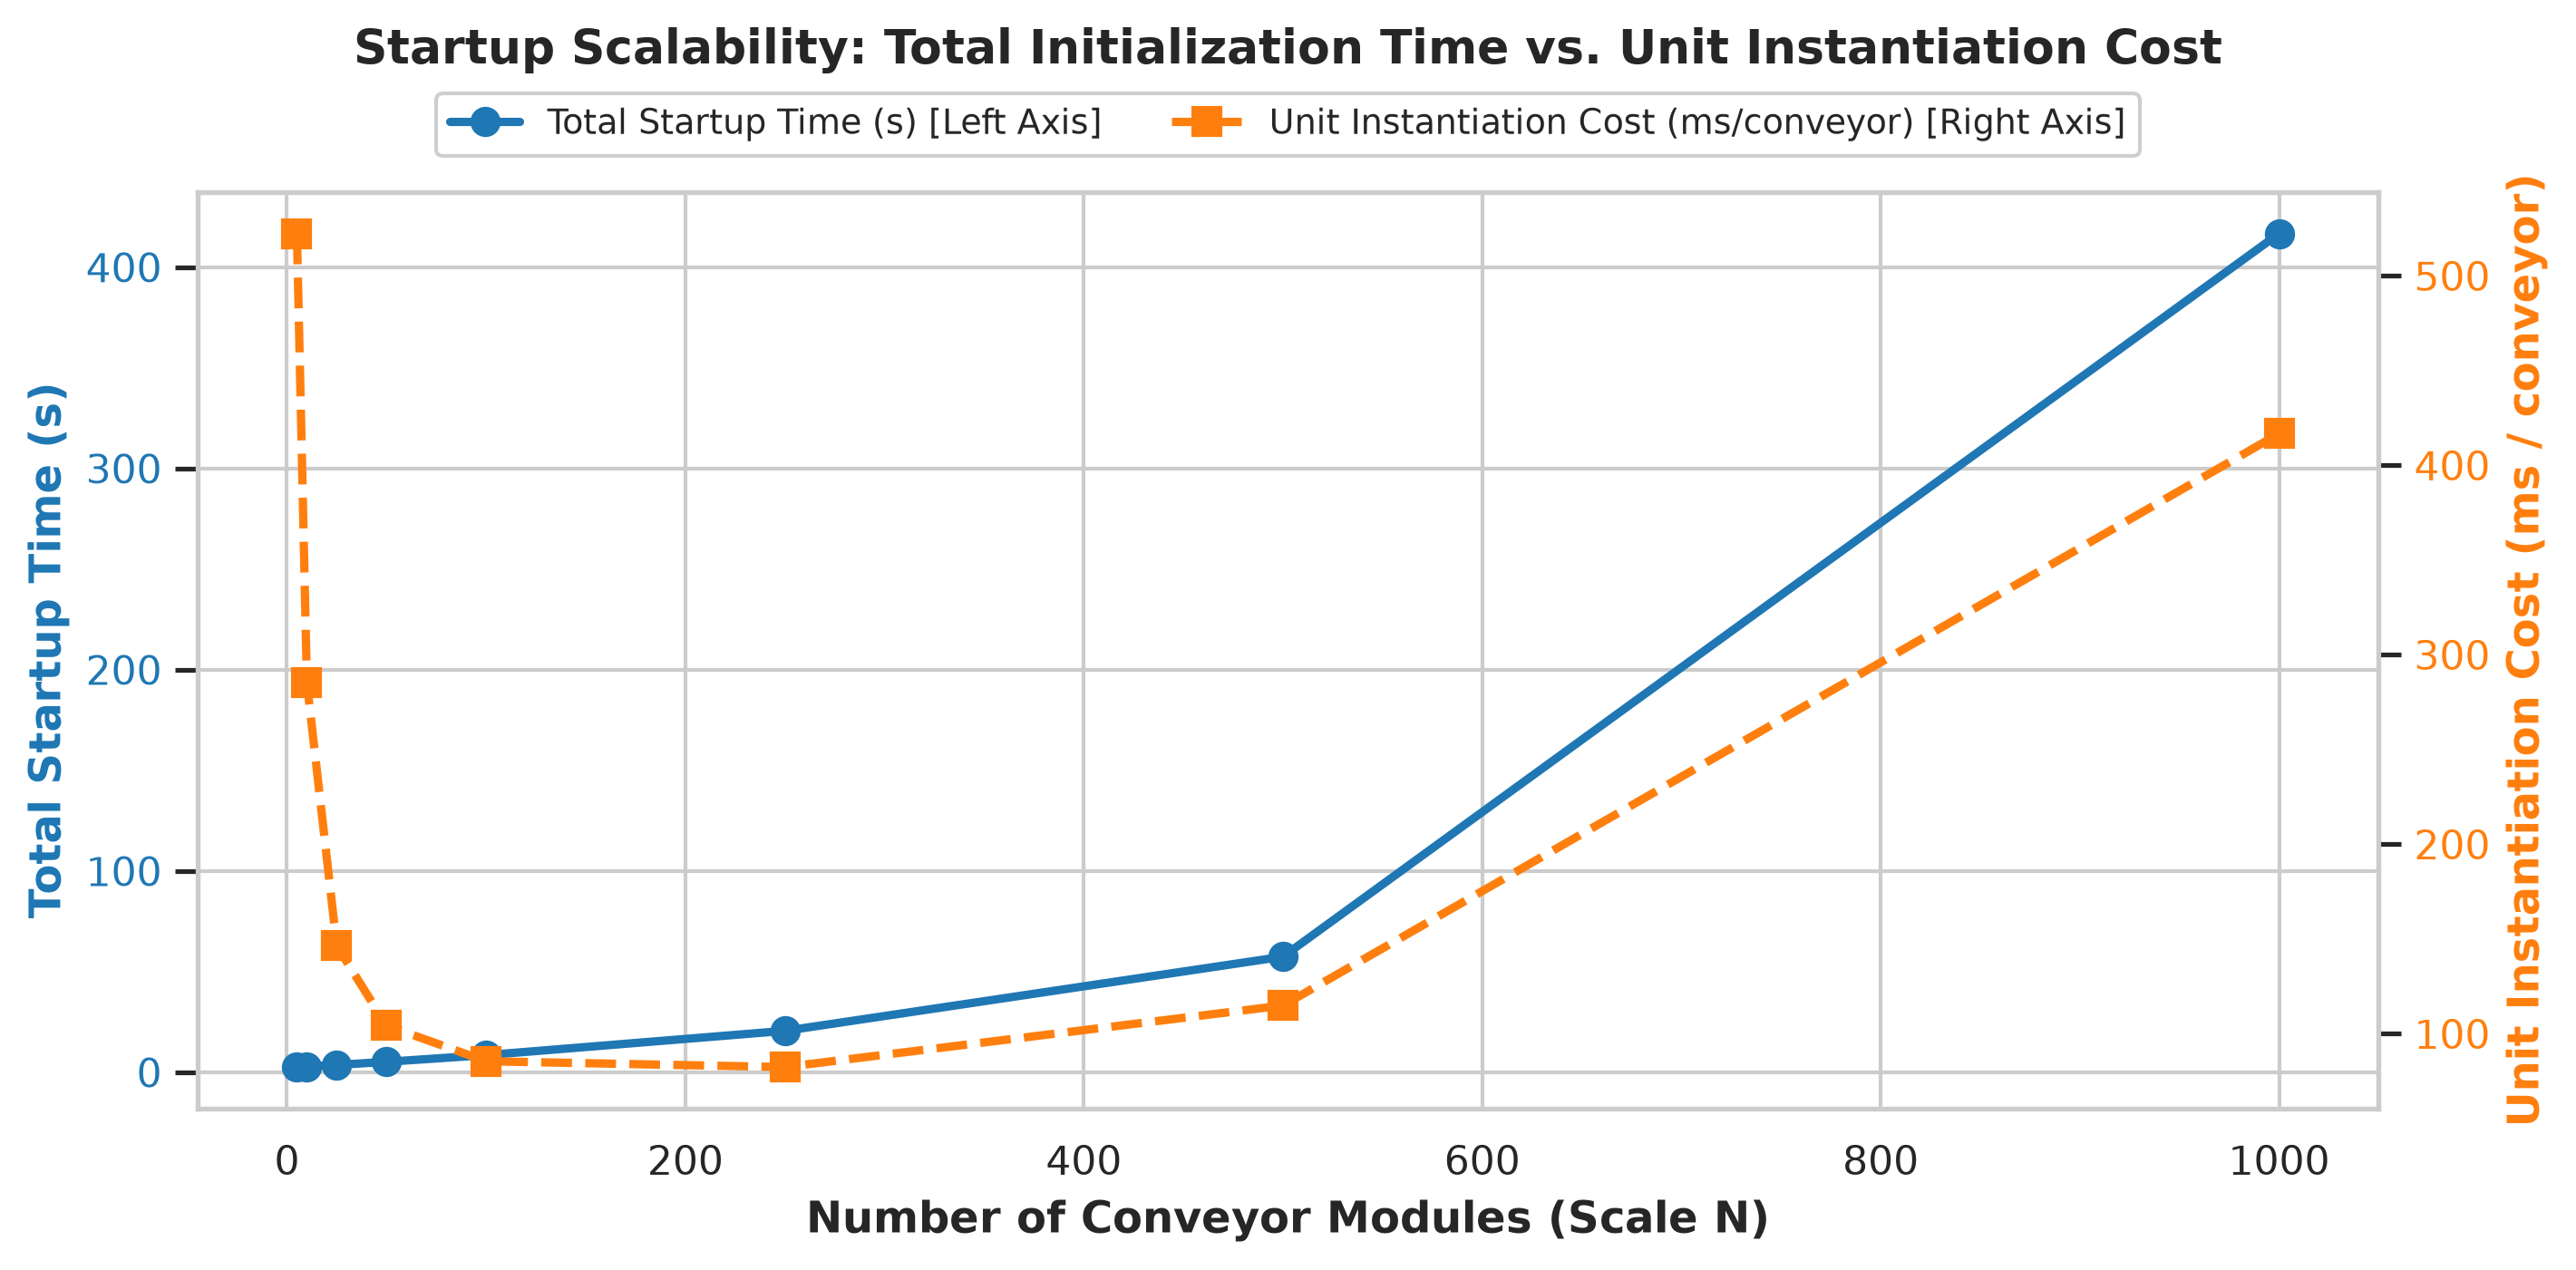 Startup Scalability: Total Initialization Time vs. Unit Instantiation Cost
Total Startup Time (s) [Left Axis]
Unit Instantiation Cost (ms/conveyor) [Right Axis]
Total Startup Time (s)
400
300
200
100
0
500
400
300
200
100
Unit Instantiation Cost (ms / conveyor)
0 200 400 600 800 1000
Number of Conveyor Modules (Scale N)